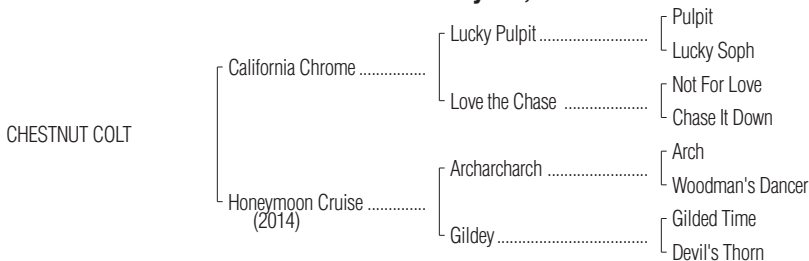 Pulpit
Lucky Pulpit ..............................
Lucky Soph
California Chrome ................
Not For Love
Love the Chase .......................
Chase It Down
CHESTNUT COLT
Arch
Archarcharch ............................
Woodman's Dancer
Honeymoon Cruise ..............
(2014)
Gilded Time
Gildey ..........................................
Devil's Thorn